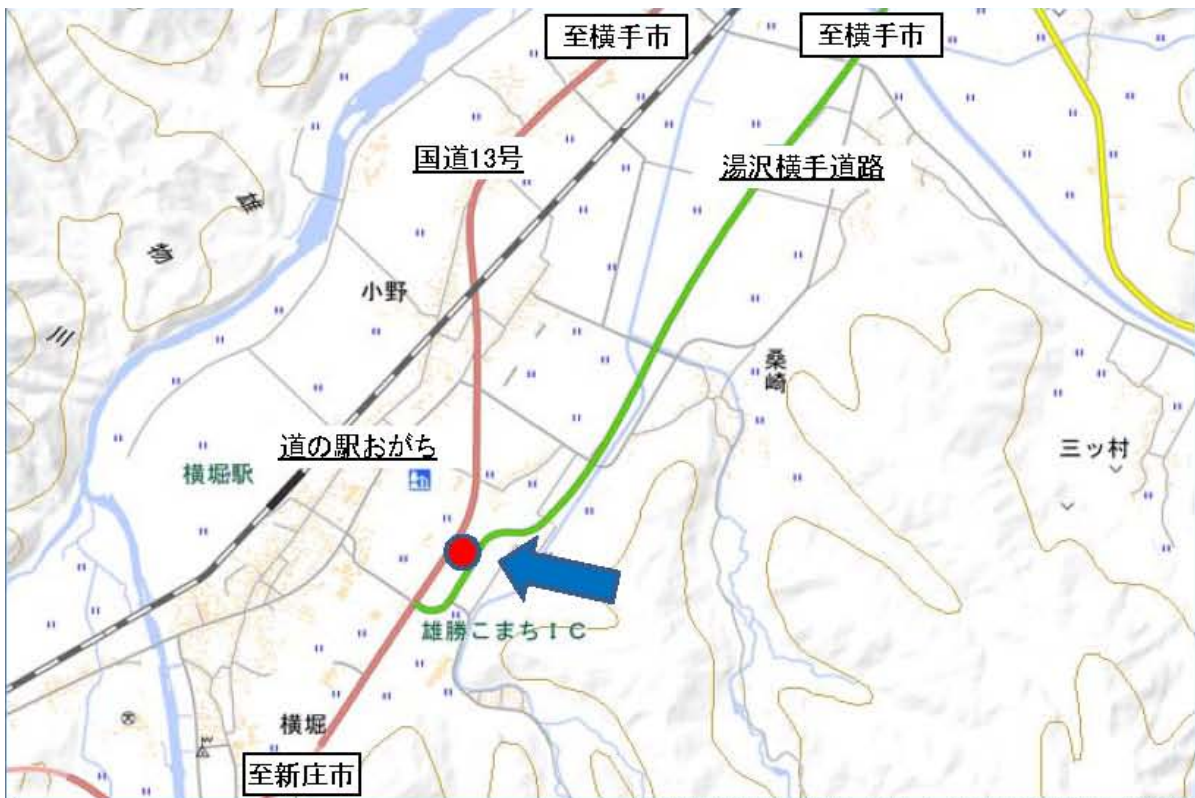 至横手市
至横手市
国道13号
湯沢横手道路
雄
物
川
小野
桑崎
道の駅おがち
横堀駅
三ッ村
雄勝こまちIC
横堀
至新庄市